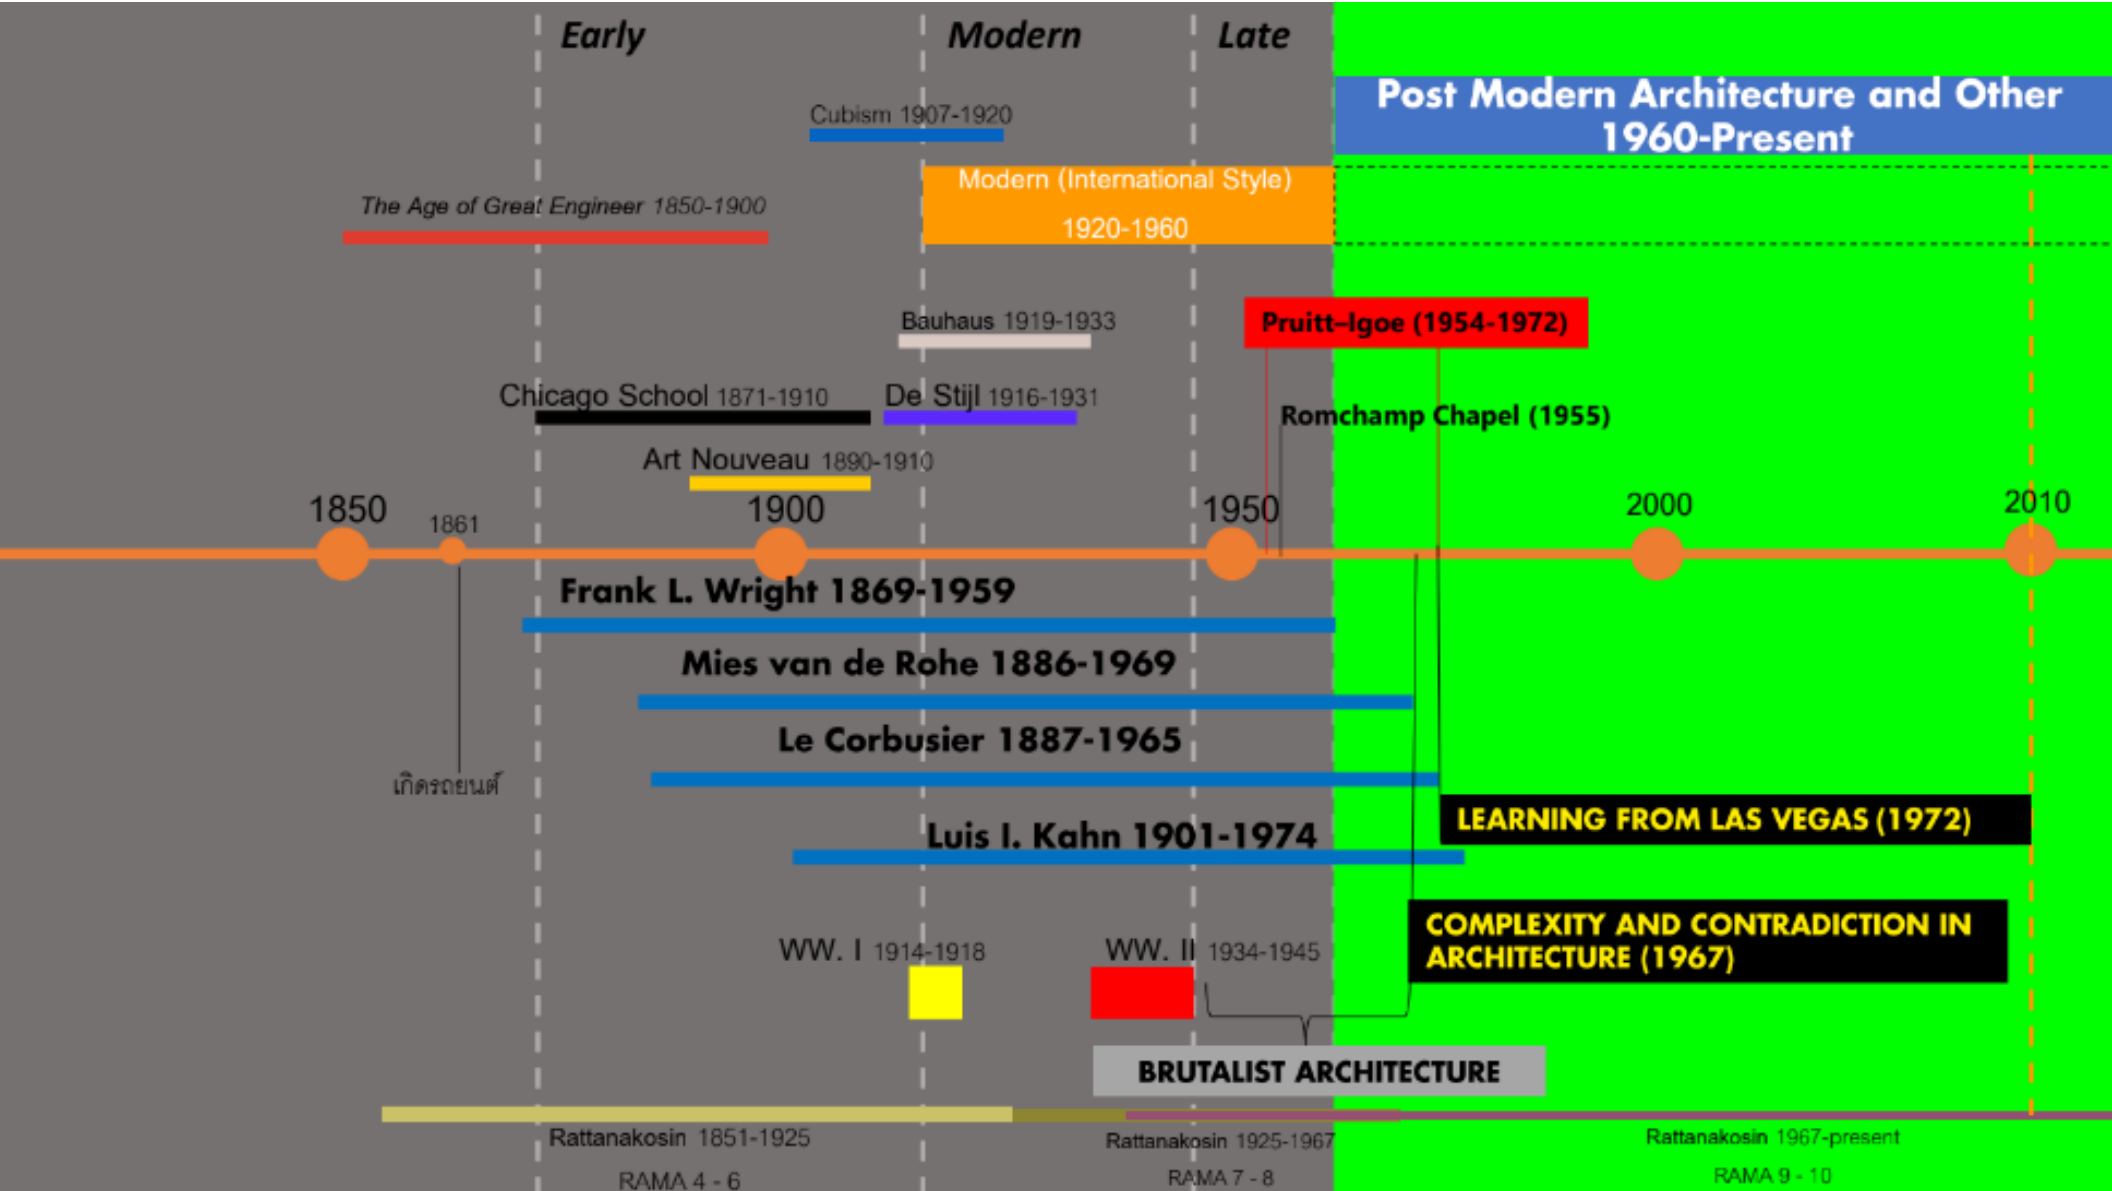 Early
Modern
Late
Post Modern Architecture and Other
1960-Present
Cubism 1907-1920
Modern (International Style)
1920-1960
The Age of Great Engineer 1850-1900
Bauhaus 1919-1933
Pruitt–Igoe (1954-1972)
Chicago School 1871-1910
De Stijl 1916-1931
Romchamp Chapel (1955)
Art Nouveau 1890-1910
1850
1861
1900
1950
2000
2010
Frank L. Wright 1869-1959
Mies van de Rohe 1886-1969
Le Corbusier 1887-1965
เกิดรถยนต์
LEARNING FROM LAS VEGAS (1972)
Luis I. Kahn 1901-1974
COMPLEXITY AND CONTRADICTION IN
ARCHITECTURE (1967)
WW. I 1914-1918
WW. II 1934-1945
BRUTALIST ARCHITECTURE
Rattanakosin 1851-1925
RAMA 4 - 6
Rattanakosin 1925-1967
RAMA 7 - 8
Rattanakosin 1967-present
RAMA 9 - 10